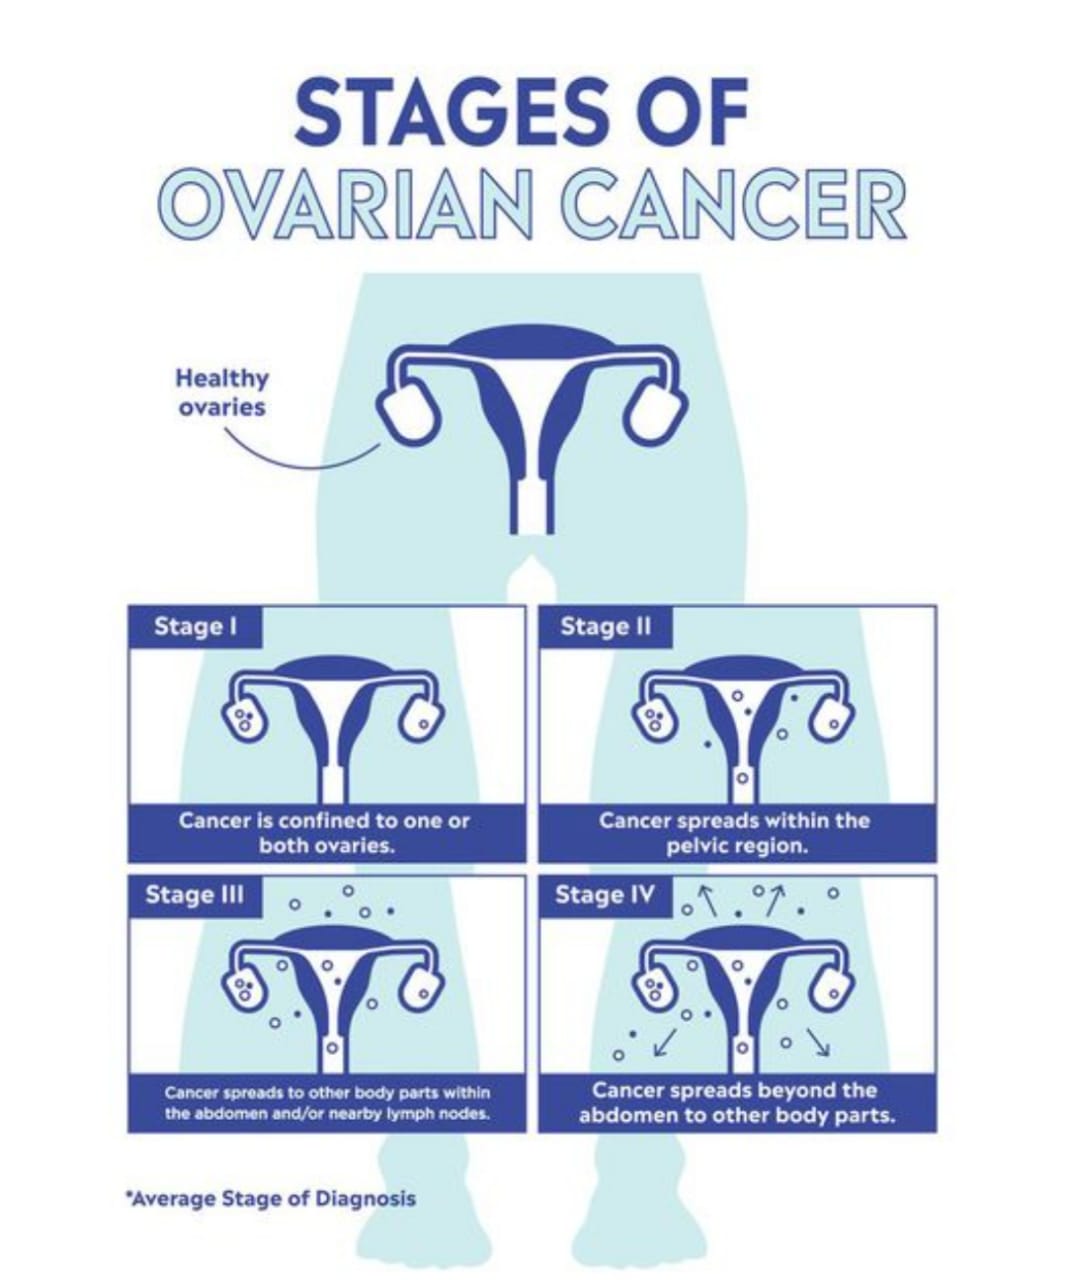 STAGES OF
OVARIAN CANCER
Healthy
ovaries
Stage I
Cancer is confined to one or
both ovaries.
Stage II
Cancer spreads within the
pelvic region.
Stage III
Cancer spreads to other body parts within
the abdomen and/or nearby lymph nodes.
Stage IV
Cancer spreads beyond the
abdomen to other body parts.
*Average Stage of Diagnosis